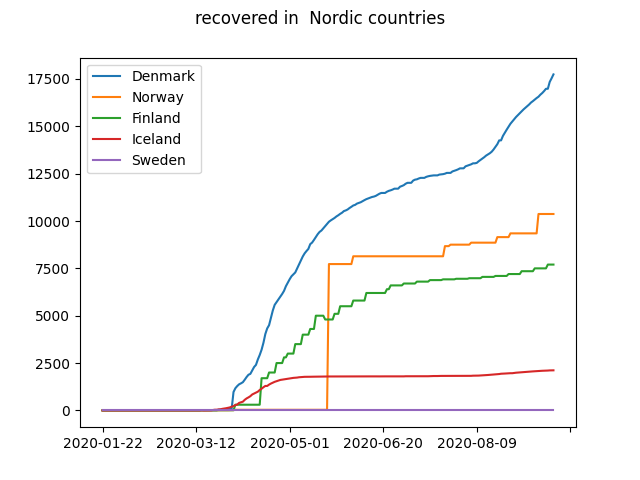 recovered in  Nordic countries
Denmark
Norway
Finland
Iceland
Sweden
17500
15000
12500
10000
7500
5000
2500
0
2020-01-22 2020-03-12 2020-05-01 2020-06-20 2020-08-09